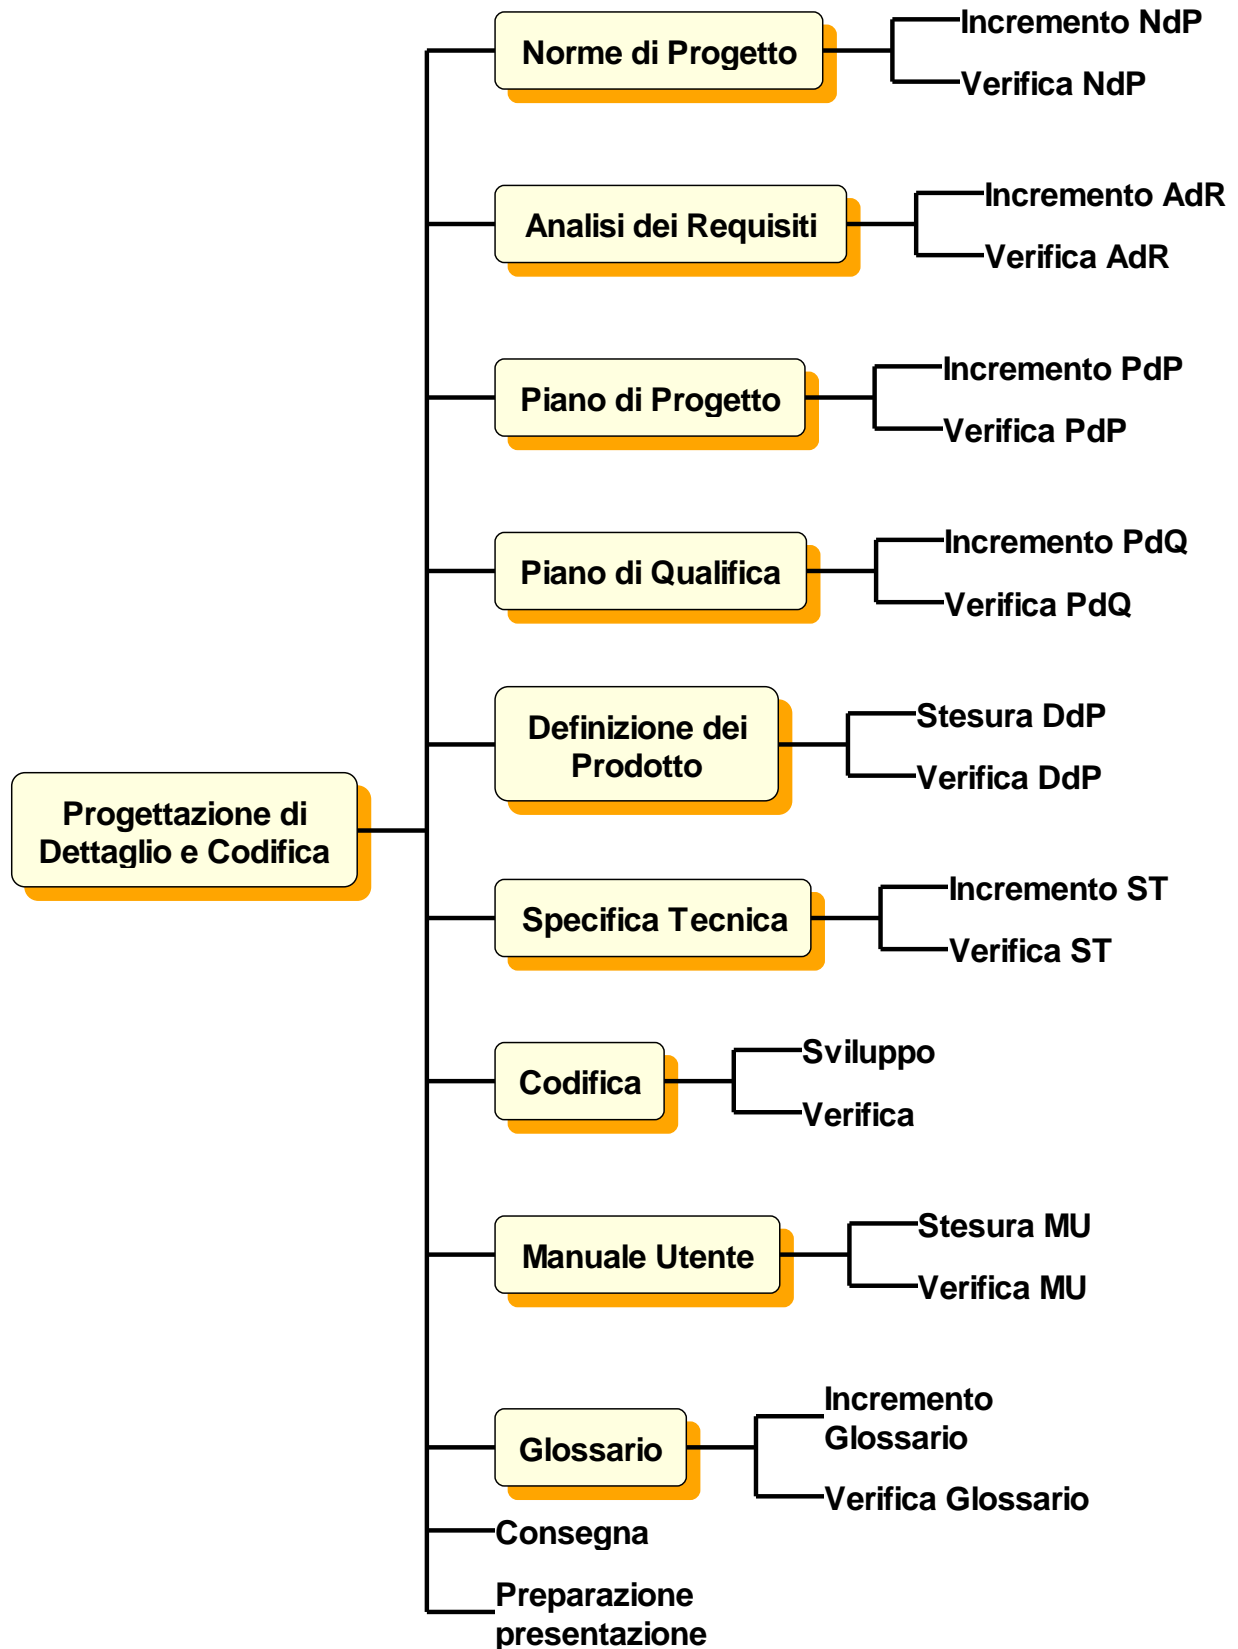 Norme di Progetto
Incremento NdP
Verifica NdP
Analisi dei Requisiti
Incremento AdR
Verifica AdR
Piano di Progetto
Incremento PdP
Verifica PdP
Piano di Qualifica
Incremento PdQ
Verifica PdQ
Definizione dei
Prodotto
Stesura DdP
Verifica DdP
Progettazione di
Dettaglio e Codifica
Specifica Tecnica
Incremento ST
Verifica ST
Codifica
Sviluppo
Verifica
Manuale Utente
Stesura MU
Verifica MU
Glossario
Incremento
Glossario
Verifica Glossario
Consegna
Preparazione
presentazione